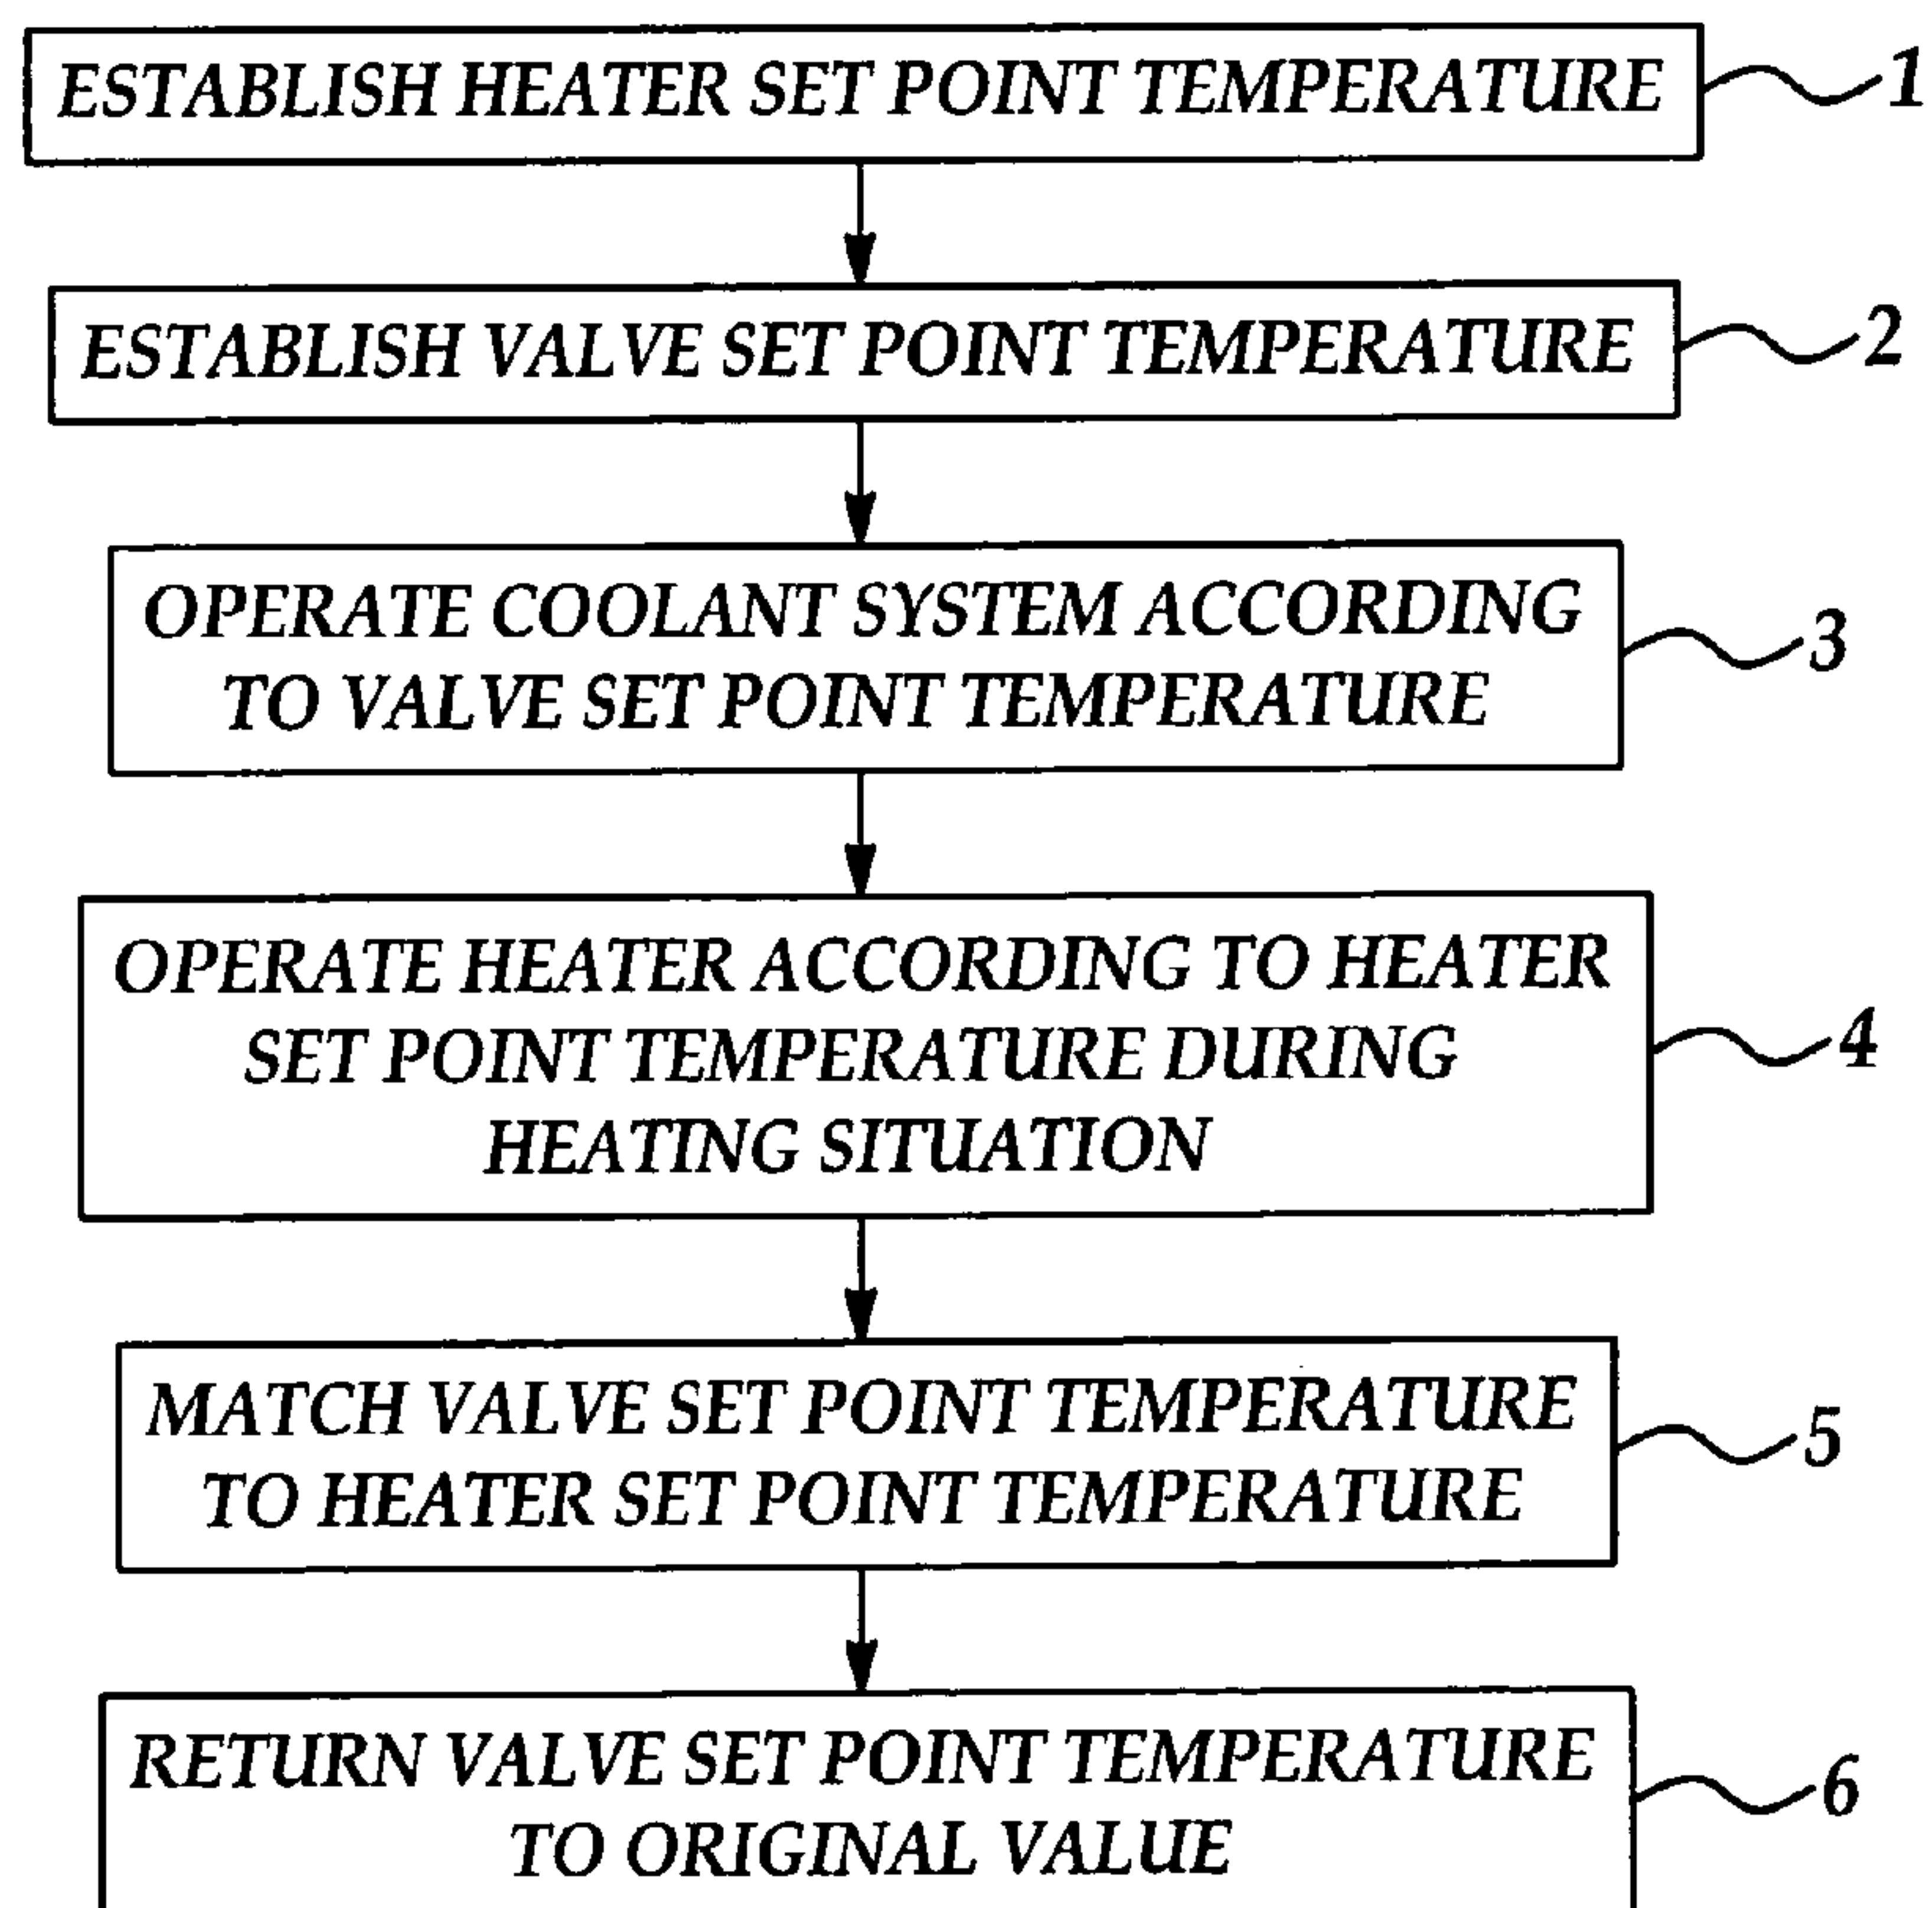 ESTABLISH HEATER SET POINT TEMPERATURE
1
ESTABLISH VALVE SET POINT TEMPERATURE
2
OPERATE COOLANT SYSTEM ACCORDING
TO VALVE SET POINT TEMPERATURE
3
OPERATE HEATER ACCORDING TO HEATER
SET POINT TEMPERATURE DURING
HEATING SITUATION
4
MATCH VALVE SET POINT TEMPERATURE
TO HEATER SET POINT TEMPERATURE
5
RETURN VALVE SET POINT TEMPERATURE
TO ORIGINAL VALUE
6